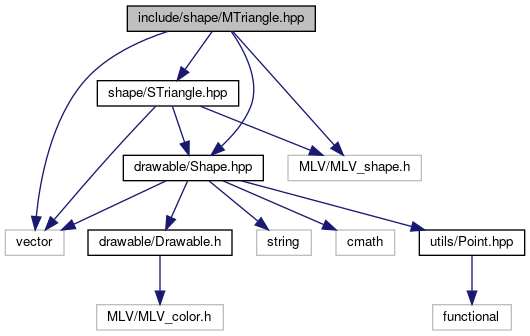 include/shape/MTriangle.hpp
shape/STriangle.hpp
drawable/Shape.hpp
MLV/MLV_shape.h
vector
drawable/Drawable.h
string
cmath
utils/Point.hpp
MLV/MLV_color.h
functional